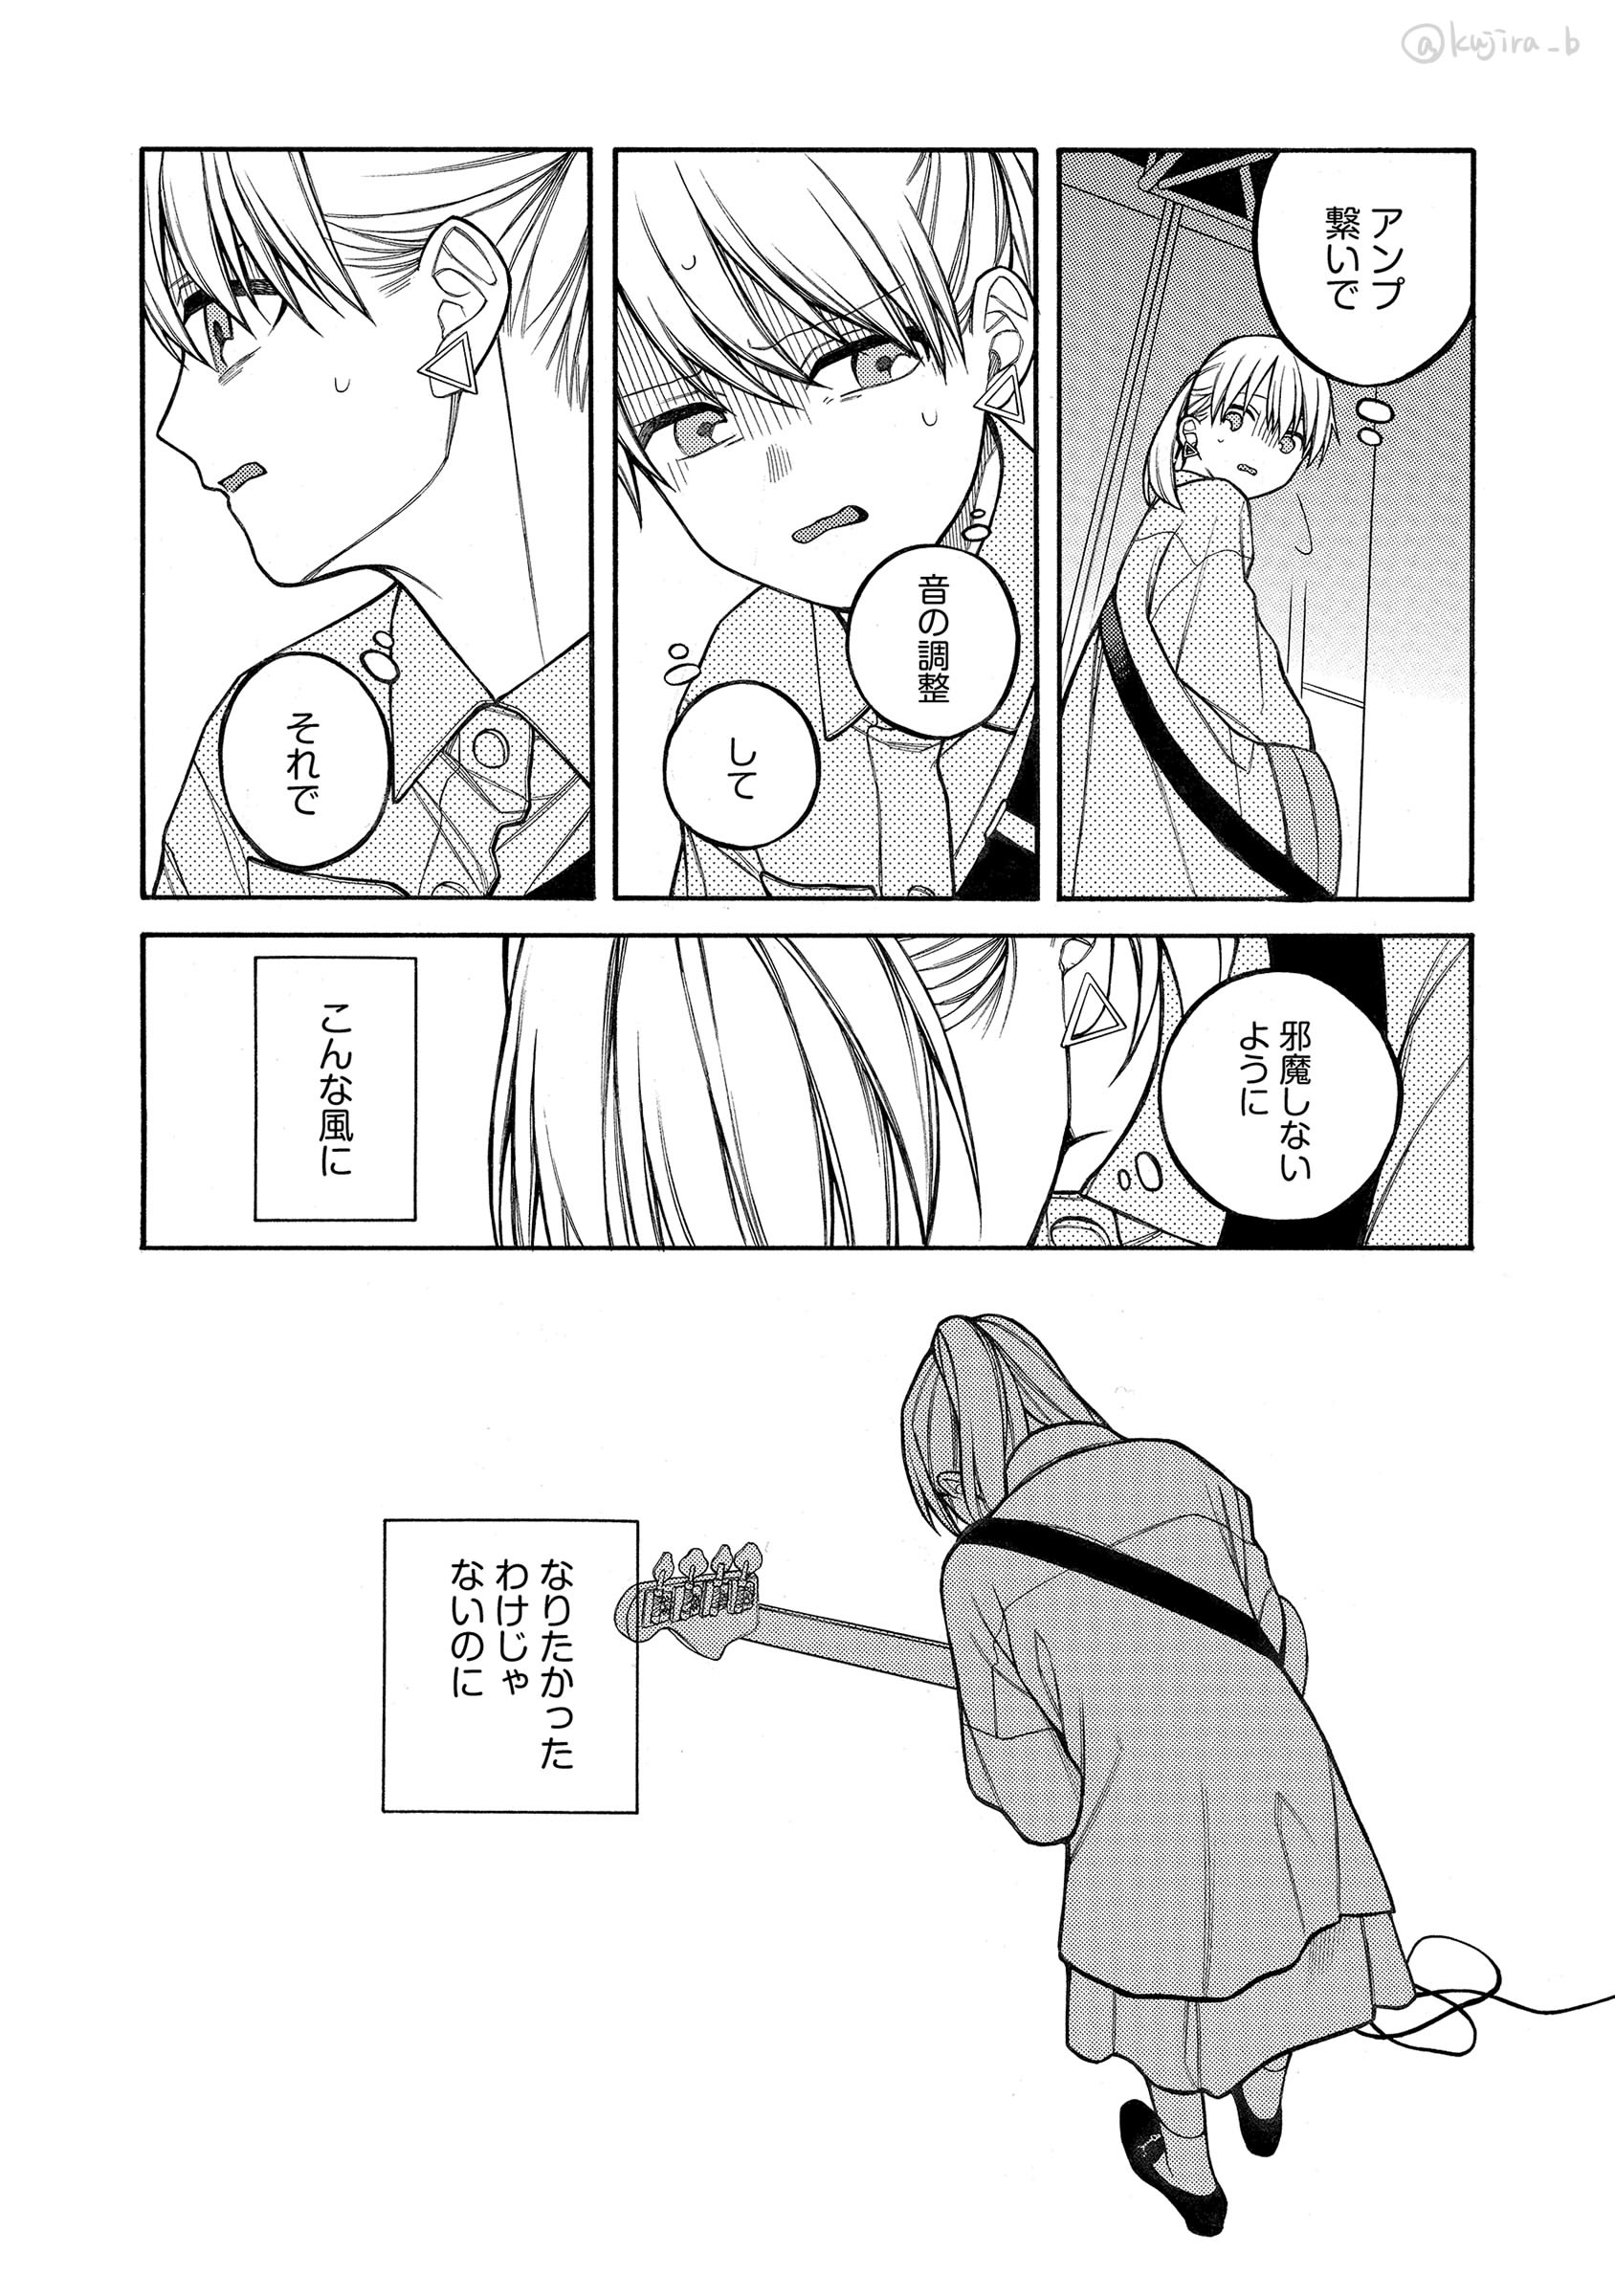 @kujira_b
アンプ
繋いで
音の調整
して
それで
邪魔しない
ように
こんな風に
なりたかった
わけじゃ
ないのに